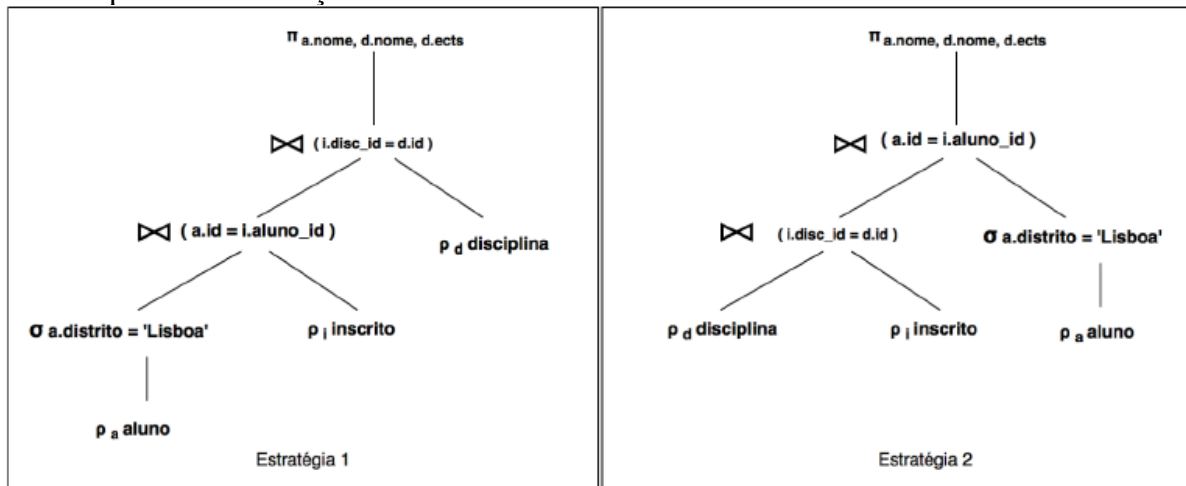 π a.nome, d.nome, d.ects
⋈ ( i.disc_id = d.id )
⋈ ( a.id = i.aluno_id )
ρ d disciplina
σ a.distrito = 'Lisboa'
ρ i inscrito
ρ a aluno
Estratégia 1
π a.nome, d.nome, d.ects
⋈ ( a.id = i.aluno_id )
⋈ ( i.disc_id = d.id )
σ a.distrito = 'Lisboa'
ρ d disciplina
ρ i inscrito
ρ a aluno
Estratégia 2